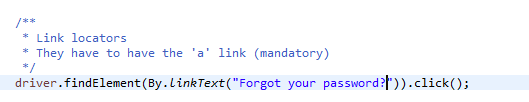 /**
 * Link locators
 * They have to have the 'a' link (mandatory)
 */
driver.findElement(By.linkText("Forgot your password?")).click();